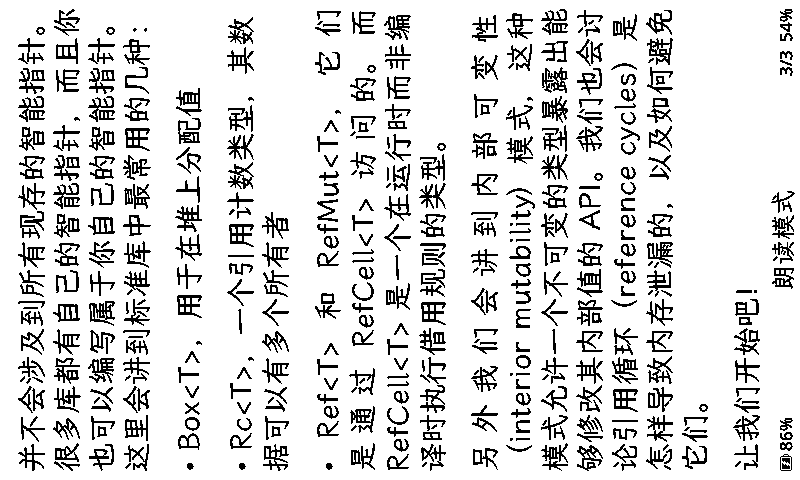 并不会涉及到所有现存的智能指针。
很多库都有自己的智能指针，而且你
也可以编写属于你自己的智能指针。
这里会讲到标准库中最常用的几种：
• Box<T>，用于在堆上分配值
• Rc<T>，一个引用计数类型，其数
据可以有多个所有者
• Ref<T> 和 RefMut<T>，它们
是通过 RefCell<T> 访问的。而
RefCell<T> 是一个在运行时而非编
译时执行借用规则的类型。
另外我们会讲到内部可变性
（interior mutability）模式，这种
模式允许一个不可变的类型暴露出能
够修改其内部值的 API。我们也会讨
论引用循环（reference cycles）是
怎样导致内存泄漏的，以及如何避免
它们。
让我们开始吧！
86% 朗读模式 3/3 54%